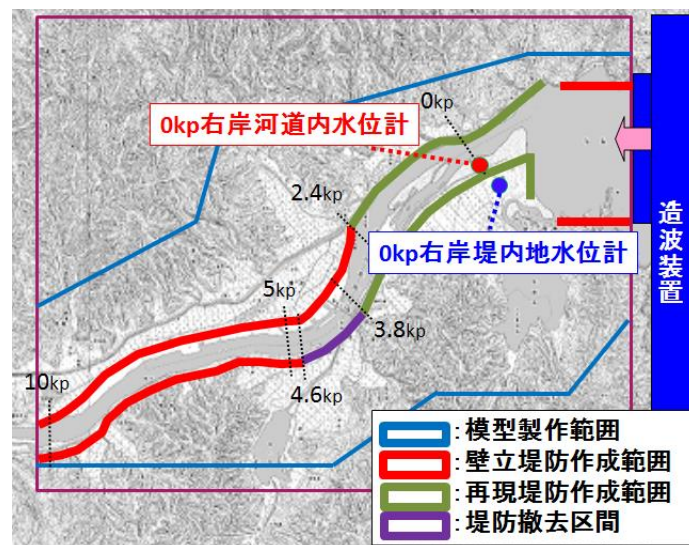 0kp
0kp右岸河道内水位計
2.4kp
0kp右岸堤内地水位計
造波装置
5kp
3.8kp
10kp
4.6kp
:模型製作範囲
:壁立堤防作成範囲
:再現堤防作成範囲
:堤防撤去区間